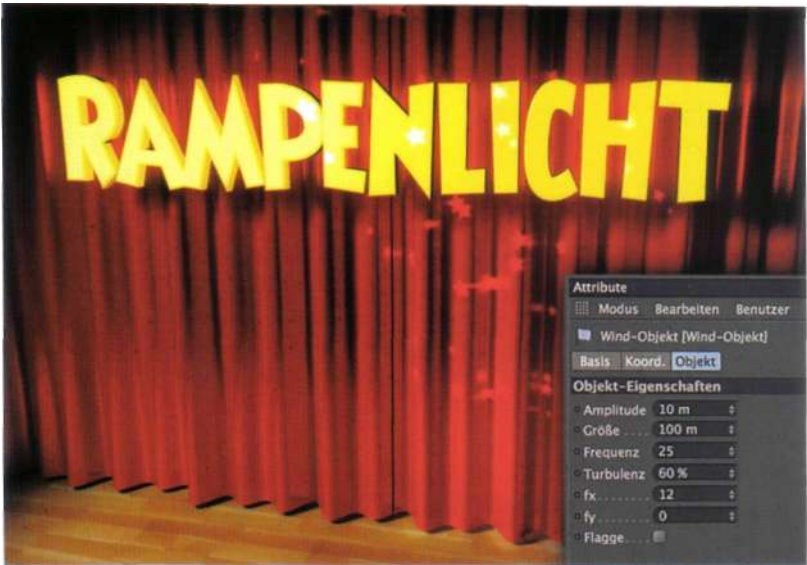 RAMPENLICHT
Attribute
Modus Bearbeiten Benutzer
Wind-Objekt [Wind-Objekt]
Basis Koord. Objekt
Objekt-Eigenschaften
Amplitude 10 m
Größe .... 100 m
Frequenz 25
Turbulenz 60 %
fx ........ 12
fy ........ 0
Flagge ....